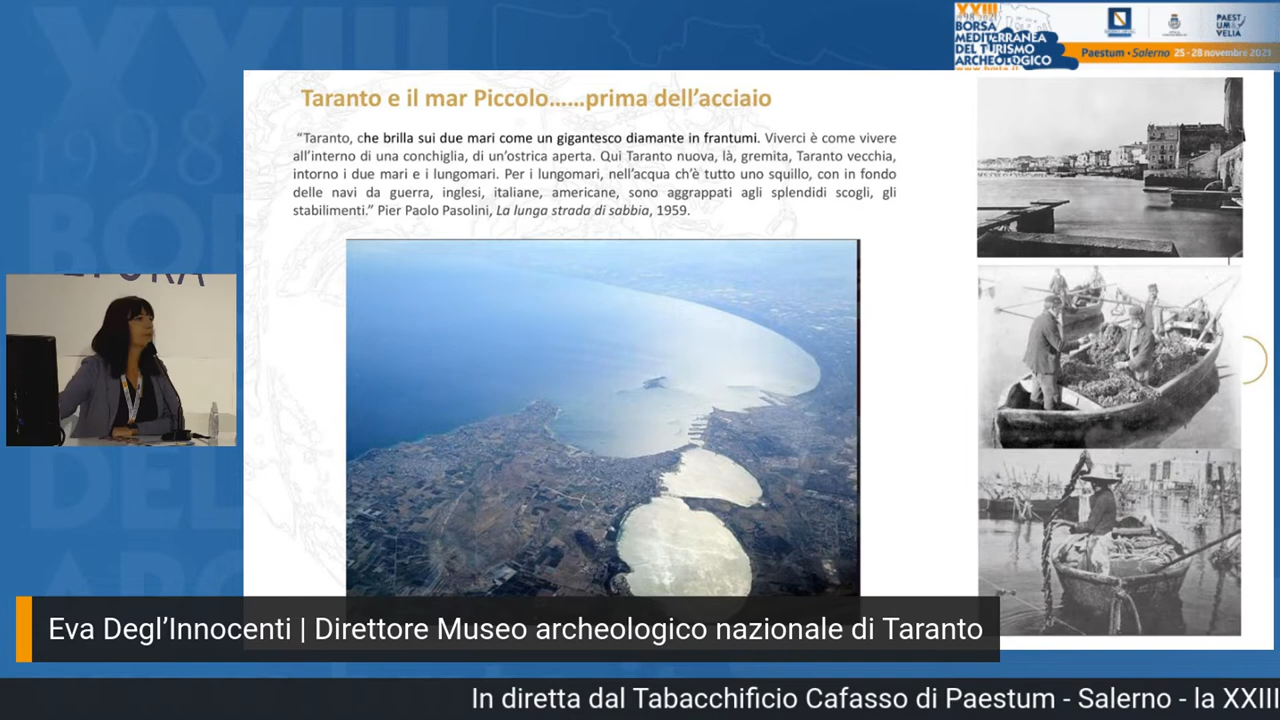 XXIII
1998 2021
BORSA
MEDITERRANEA
DEL TURISMO
ARCHEOLOGICO
PAEST
UM&
VELIA
Paestum • Salerno 25 - 28 novembre 2021
Taranto e il mar Piccolo……prima dell'acciaio
"Taranto, che brilla sui due mari come un gigantesco diamante in frantumi. Viverci è come vivere
all'interno di una conchiglia, di un'ostrica aperta. Qui Taranto nuova, là, gremita, Taranto vecchia,
intorno i due mari e i lungomari. Per i lungomari, nell'acqua ch'è tutto uno squillo, con in fondo
delle navi da guerra, inglesi, italiane, americane, sono aggrappati agli splendidi scogli, gli
stabilimenti." Pier Paolo Pasolini, La lunga strada di sabbia, 1959.
Eva Degl'Innocenti | Direttore Museo archeologico nazionale di Taranto
In diretta dal Tabacchificio Cafasso di Paestum - Salerno - la XXIII